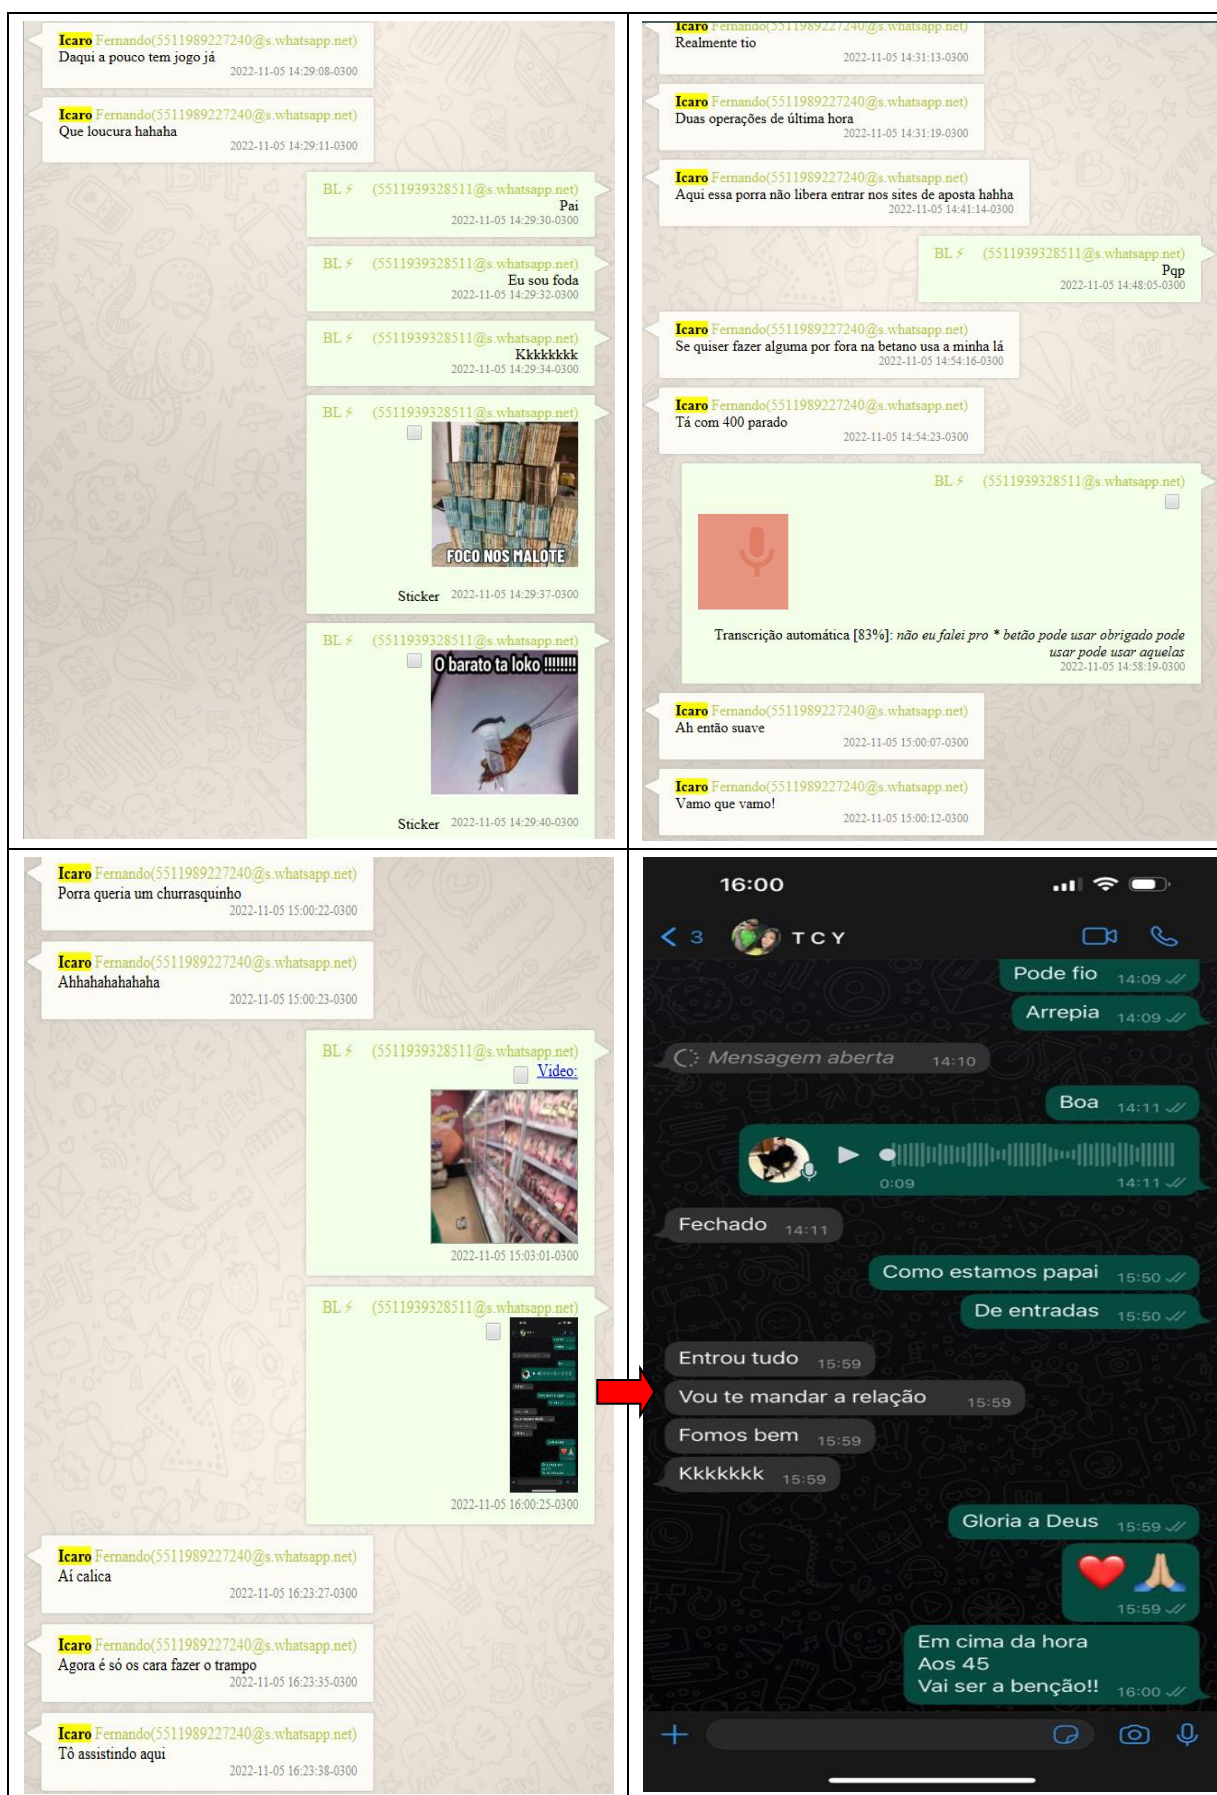 Icaro Fernando(5511989227240@s.whatsapp.net)
Daqui a pouco tem jogo já
2022-11-05 14:29:08-0300
Icaro Fernando(5511989227240@s.whatsapp.net)
Que loucura hahaha
2022-11-05 14:29:11-0300
BL⚡ (5511939328511@s.whatsapp.net)
Pai
2022-11-05 14:29:30-0300
BL⚡ (5511939328511@s.whatsapp.net)
Eu sou foda
2022-11-05 14:29:32-0300
BL⚡ (5511939328511@s.whatsapp.net)
Kkkkkkkk
2022-11-05 14:29:34-0300
BL⚡ (5511939328511@s.whatsapp.net)
FOCO NOS MALOTE
Sticker 2022-11-05 14:29:37-0300
BL⚡ (5511939328511@s.whatsapp.net)
O barato ta loko !!!!!!!!
Sticker 2022-11-05 14:29:40-0300
Icaro Fernando(5511989227240@s.whatsapp.net)
Realmente tio
2022-11-05 14:31:13-0300
Icaro Fernando(5511989227240@s.whatsapp.net)
Duas operações de última hora
2022-11-05 14:31:19-0300
Icaro Fernando(5511989227240@s.whatsapp.net)
Aqui essa porra não libera entrar nos sites de aposta hahha
2022-11-05 14:41:14-0300
BL⚡ (5511939328511@s.whatsapp.net)
Pqp
2022-11-05 14:48:05-0300
Icaro Fernando(5511989227240@s.whatsapp.net)
Se quiser fazer alguma por fora na betano usa a minha lá
2022-11-05 14:54:16-0300
Icaro Fernando(5511989227240@s.whatsapp.net)
Tá com 400 parado
2022-11-05 14:54:23-0300
BL⚡ (5511939328511@s.whatsapp.net)
Transcrição automática [83%]: não eu falei pro * betão pode usar obrigado pode
usar pode usar aquelas
2022-11-05 14:58:19-0300
Icaro Fernando(5511989227240@s.whatsapp.net)
Ah então suave
2022-11-05 15:00:07-0300
Icaro Fernando(5511989227240@s.whatsapp.net)
Vamo que vamo!
2022-11-05 15:00:12-0300
Icaro Fernando(5511989227240@s.whatsapp.net)
Porra queria um churrasquinho
2022-11-05 15:00:22-0300
Icaro Fernando(5511989227240@s.whatsapp.net)
Ahhahahahahaha
2022-11-05 15:00:23-0300
BL⚡ (5511939328511@s.whatsapp.net)
Video:
2022-11-05 15:03:01-0300
BL⚡ (5511939328511@s.whatsapp.net)
2022-11-05 16:00:25-0300
Icaro Fernando(5511989227240@s.whatsapp.net)
Aí calica
2022-11-05 16:23:27-0300
Icaro Fernando(5511989227240@s.whatsapp.net)
Agora é só os cara fazer o trampo
2022-11-05 16:23:35-0300
Icaro Fernando(5511989227240@s.whatsapp.net)
Tô assistindo aqui
2022-11-05 16:23:38-0300
16:00
3 T C Y
Pode fio 14:09
Arrepia 14:09
Mensagem aberta 14:10
Boa 14:11
0:09 14:11
Fechado 14:11
Como estamos papai 15:50
De entradas 15:50
Entrou tudo 15:59
Vou te mandar a relação 15:59
Fomos bem 15:59
Kkkkkkk 15:59
Gloria a Deus 15:59
❤️🙏🏼
15:59
Em cima da hora
Aos 45
Vai ser a benção!! 16:00